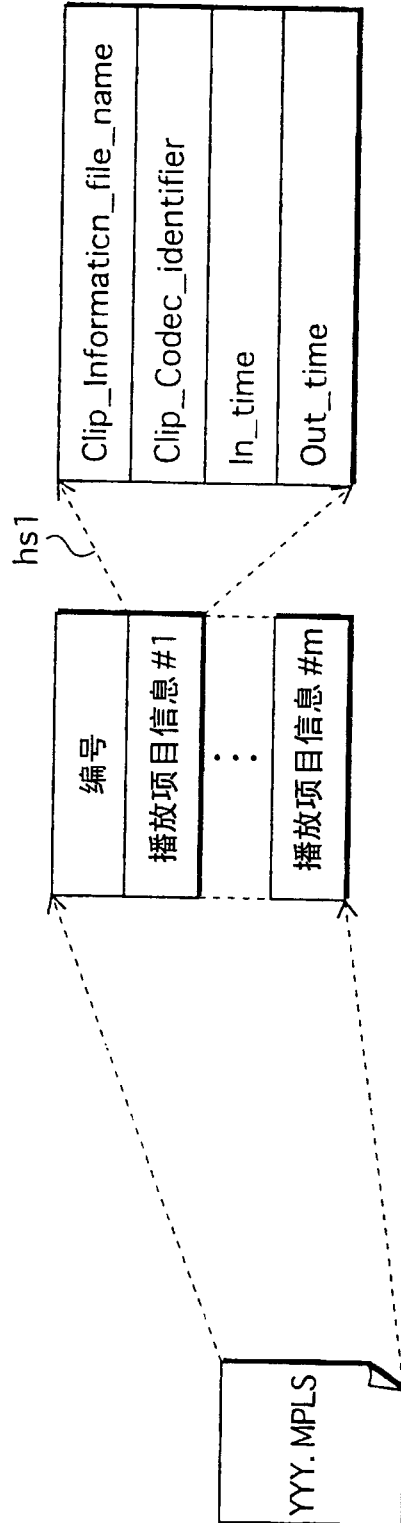 YYY.MPLS
编号
播放项目信息 #1
···
播放项目信息 #m
hs1
Clip_Informaticn_file_name
Clip_Codec_identifier
In_time
Out_time